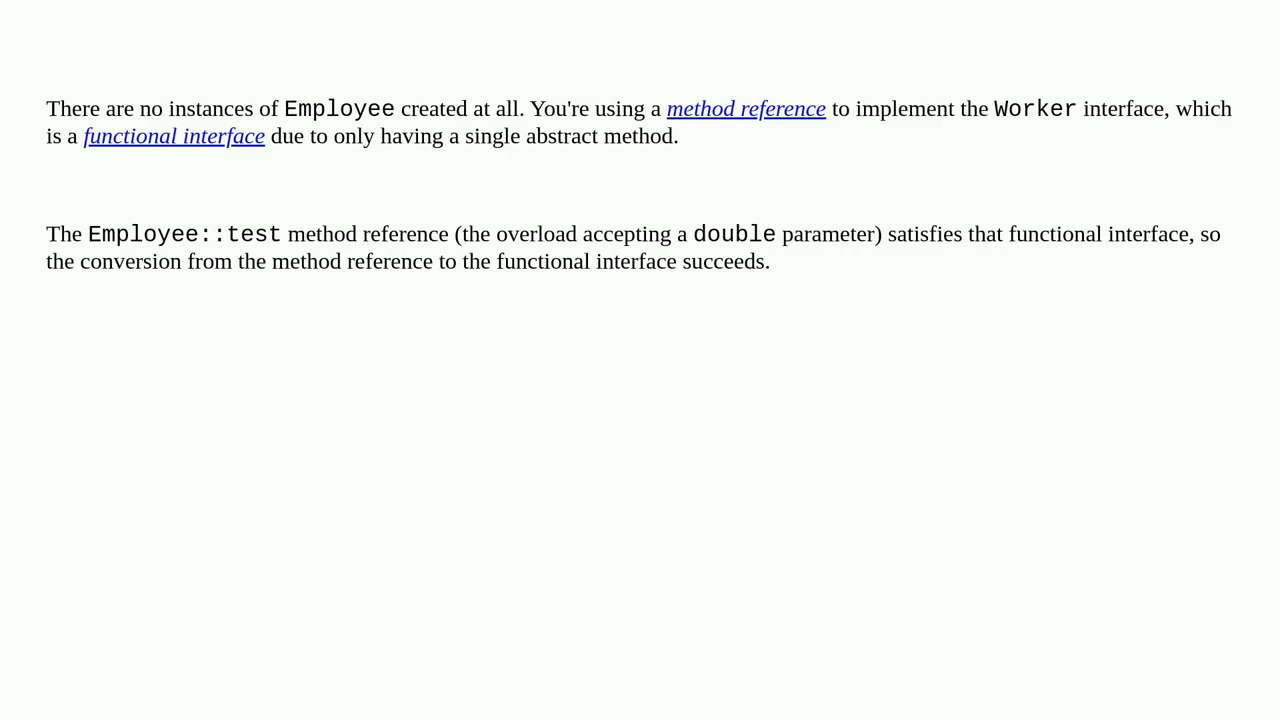 There are no instances of Employee created at all. You're using a method reference to implement the Worker interface, which
is a functional interface due to only having a single abstract method.
The Employee::test method reference (the overload accepting a double parameter) satisfies that functional interface, so
the conversion from the method reference to the functional interface succeeds.